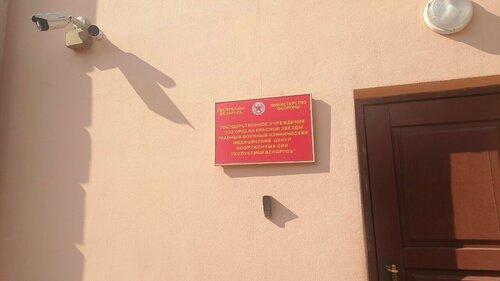 РЕСПУБЛИКА БЕЛАРУСЬ
МИНИСТЕРСТВО ОБОРОНЫ
ГОСУДАРСТВЕННОЕ УЧРЕЖДЕНИЕ
"432 ОРДЕНА КРАСНОЙ ЗВЕЗДЫ
ГЛАВНЫЙ ВОЕННЫЙ КЛИНИЧЕСКИЙ
МЕДИЦИНСКИЙ ЦЕНТР
ВООРУЖЕННЫХ СИЛ
РЕСПУБЛИКИ БЕЛАРУСЬ"